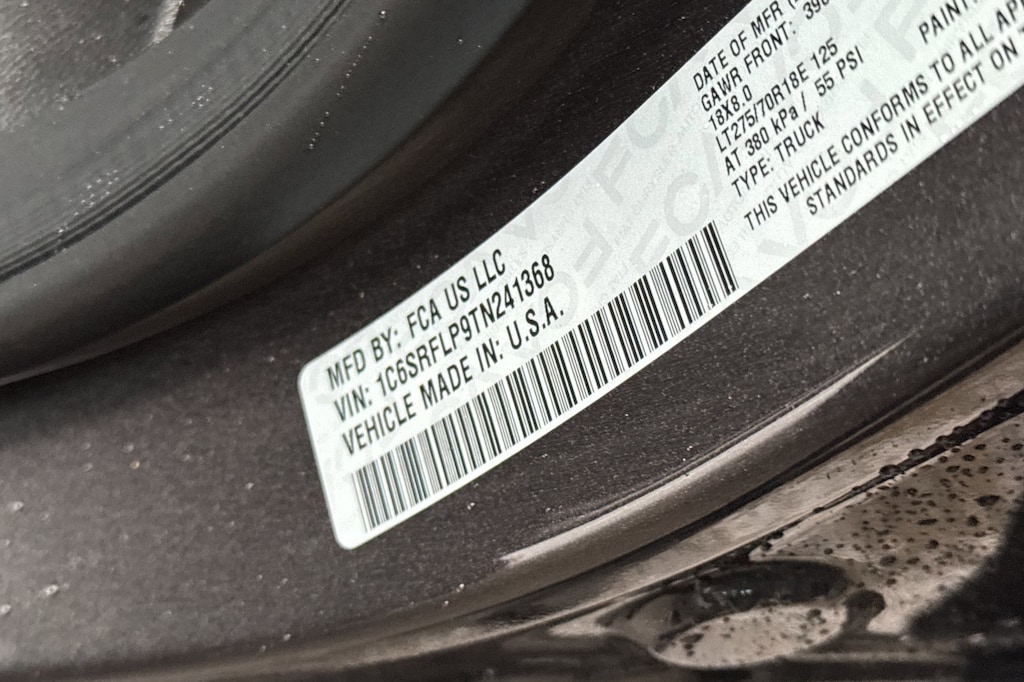 MFD BY: FCA US LLC
VIN: 1C6SRFLP9TN241368
VEHICLE MADE IN: U.S.A.
DATE OF MFR
GAWR FRONT:
18X8.0
LT275/70R18E 125
AT 380 kPa / 55 PSI
TYPE: TRUCK
PAINT:
THIS VEHICLE CONFORMS TO ALL
STANDARDS IN EFFECT ON